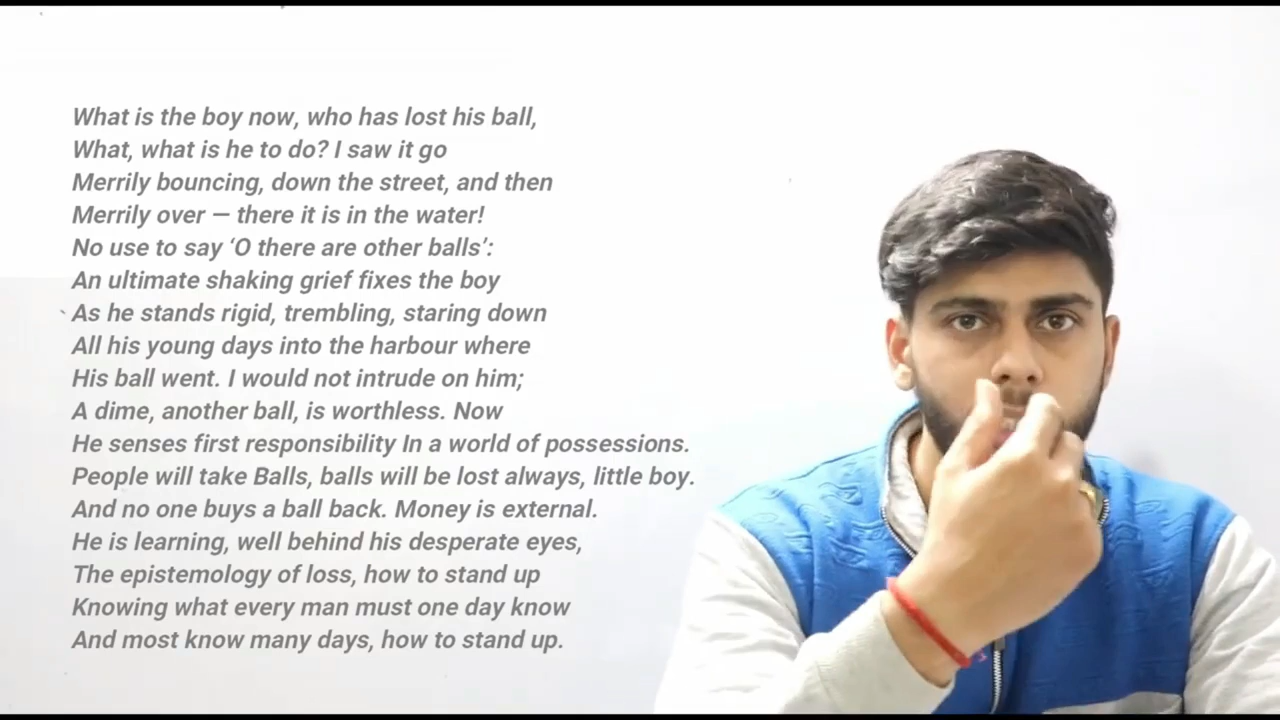 What is the boy now, who has lost his ball,
What, what is he to do? I saw it go
Merrily bouncing, down the street, and then
Merrily over — there it is in the water!
No use to say ‘O there are other balls’:
An ultimate shaking grief fixes the boy
As he stands rigid, trembling, staring down
All his young days into the harbour where
His ball went. I would not intrude on him;
A dime, another ball, is worthless. Now
He senses first responsibility In a world of possessions.
People will take Balls, balls will be lost always, little boy.
And no one buys a ball back. Money is external.
He is learning, well behind his desperate eyes,
The epistemology of loss, how to stand up
Knowing what every man must one day know
And most know many days, how to stand up.